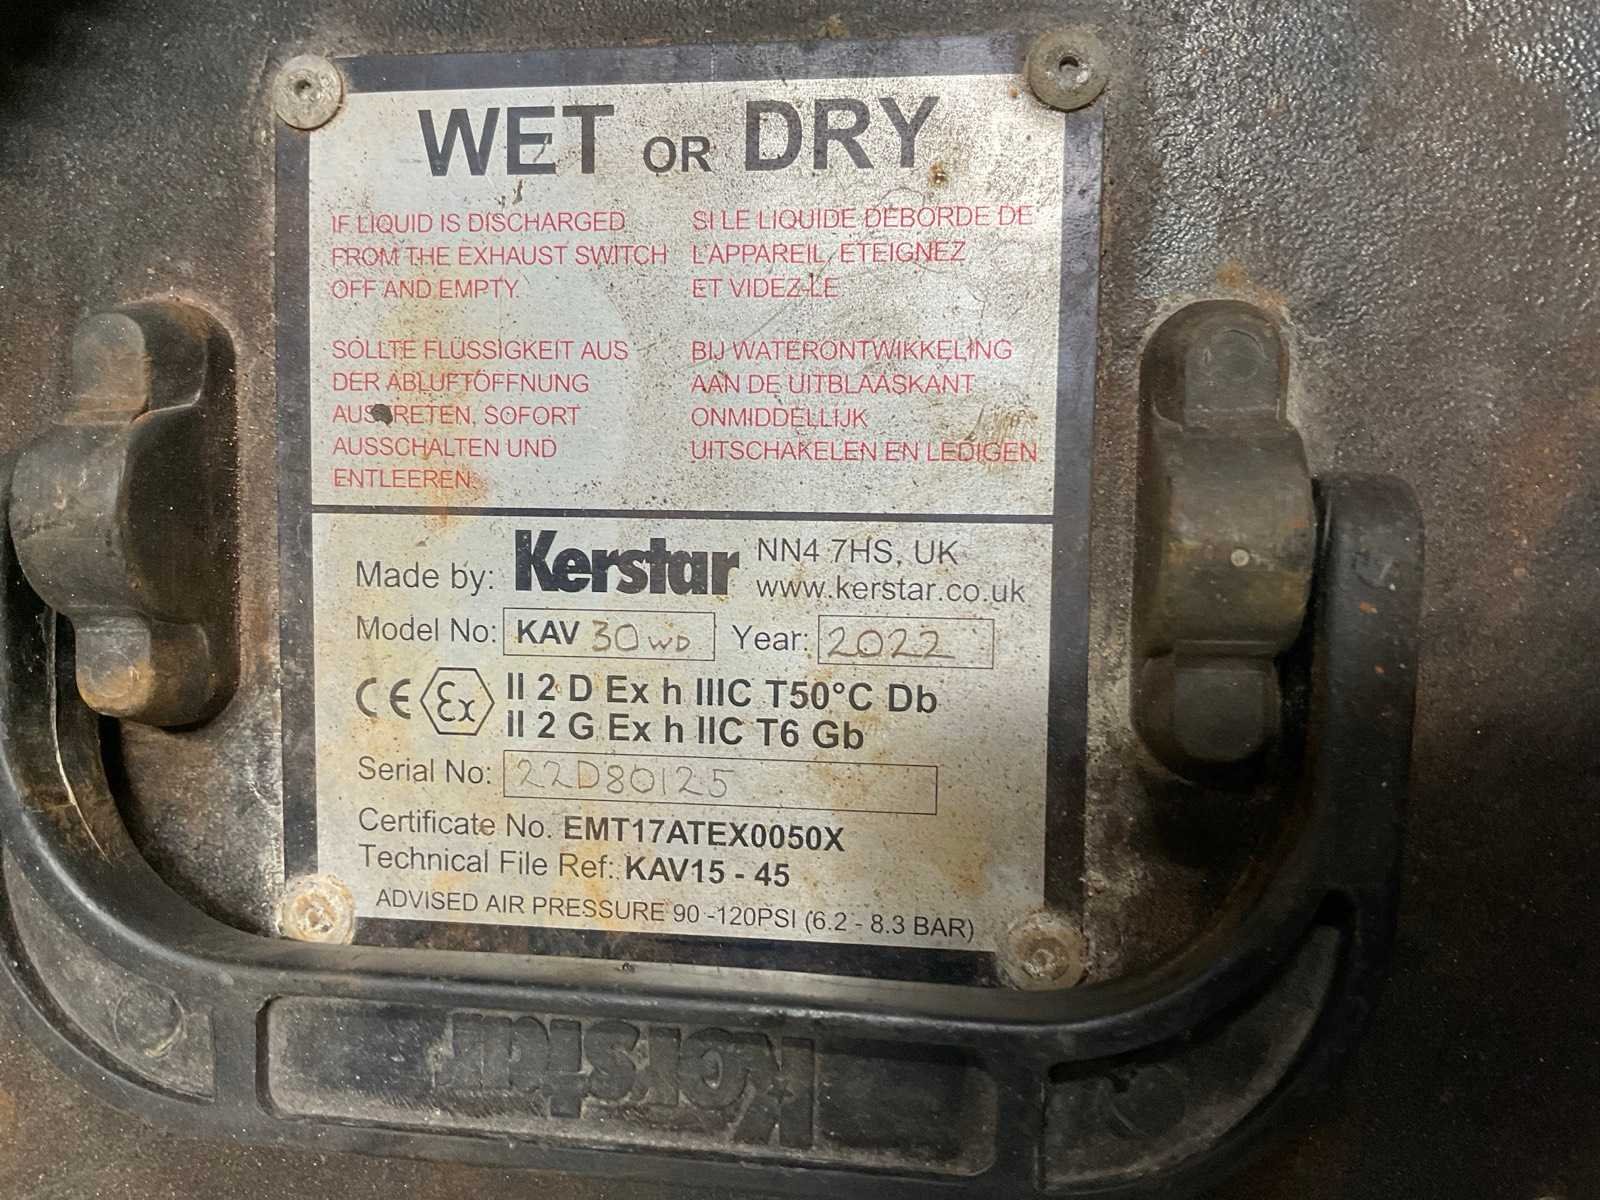 WET OR DRY
IF LIQUID IS DISCHARGED
FROM THE EXHAUST SWITCH
OFF AND EMPTY.
SI LE LIQUIDE DEBORDE DE
L'APPAREIL, ETEIGNEZ
ET VIDEZ-LE
SOLLTE FLÜSSIGKEIT AUS
DER ABLUFTÖFFNUNG
AUSTRETEN, SOFORT
AUSSCHALTEN UND
ENTLEEREN.
BIJ WATERONTWIKKELING
AAN DE UITBLAASKANT
ONMIDDELLIJK
UITSCHAKELEN EN LEDIGEN
Made by: Kerstar NN4 7HS, UK
www.kerstar.co.uk
Model No: KAV 30WD Year: 2022
CE Ex II 2 D Ex h IIIC T50°C Db
II 2 G Ex h IIC T6 Gb
Serial No: 22D80125
Certificate No. EMT17ATEX0050X
Technical File Ref: KAV15 - 45
ADVISED AIR PRESSURE 90 -120PSI (6.2 - 8.3 BAR)
Kerstar